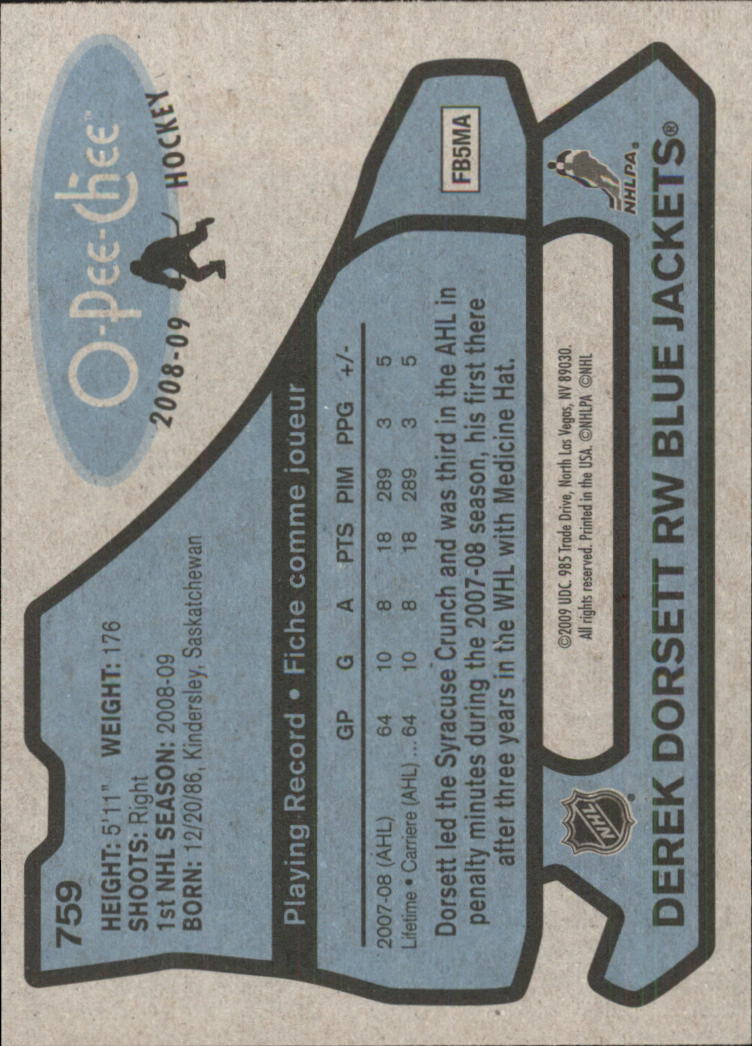 O-Pee-Chee™
2008-09 HOCKEY
759
HEIGHT: 5'11" WEIGHT: 176
SHOOTS: Right
1st NHL SEASON: 2008-09
BORN: 12/20/86, Kindersley, Saskatchewan
Playing Record • Fiche comme joueur
GP G A PTS PIM PPG +/-
2007-08 (AHL) 64 10 8 18 289 3 5
Lifetime • Carriere (AHL) ... 64 10 8 18 289 3 5
Dorsett led the Syracuse Crunch and was third in the AHL in
penalty minutes during the 2007-08 season, his first there
after three years in the WHL with Medicine Hat.
FB5MA
©2009 UDC. 985 Trade Drive, North Las Vegas, NV 89030.
All rights reserved. Printed in the USA. ©NHLPA ©NHL
NHL®
NHLPA®
DEREK DORSETT RW BLUE JACKETS®